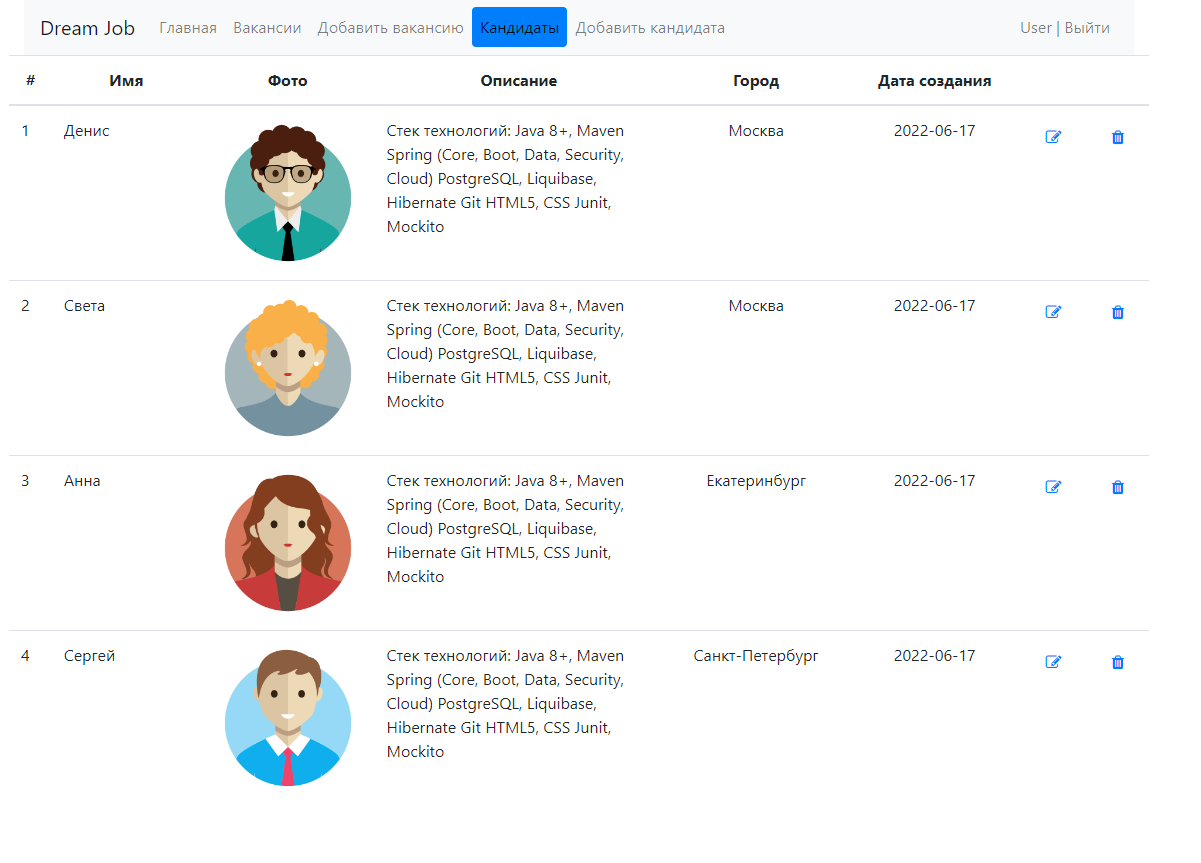 Dream Job Главная Вакансии Добавить вакансию Кандидаты Добавить кандидата User | Выйти
# Имя Фото Описание Город Дата создания
1 Денис Стек технологий: Java 8+, Maven Москва 2022-06-17
Spring (Core, Boot, Data, Security,
Cloud) PostgreSQL, Liquibase,
Hibernate Git HTML5, CSS Junit,
Mockito
2 Света Стек технологий: Java 8+, Maven Москва 2022-06-17
Spring (Core, Boot, Data, Security,
Cloud) PostgreSQL, Liquibase,
Hibernate Git HTML5, CSS Junit,
Mockito
3 Анна Стек технологий: Java 8+, Maven Екатеринбург 2022-06-17
Spring (Core, Boot, Data, Security,
Cloud) PostgreSQL, Liquibase,
Hibernate Git HTML5, CSS Junit,
Mockito
4 Сергей Стек технологий: Java 8+, Maven Санкт-Петербург 2022-06-17
Spring (Core, Boot, Data, Security,
Cloud) PostgreSQL, Liquibase,
Hibernate Git HTML5, CSS Junit,
Mockito